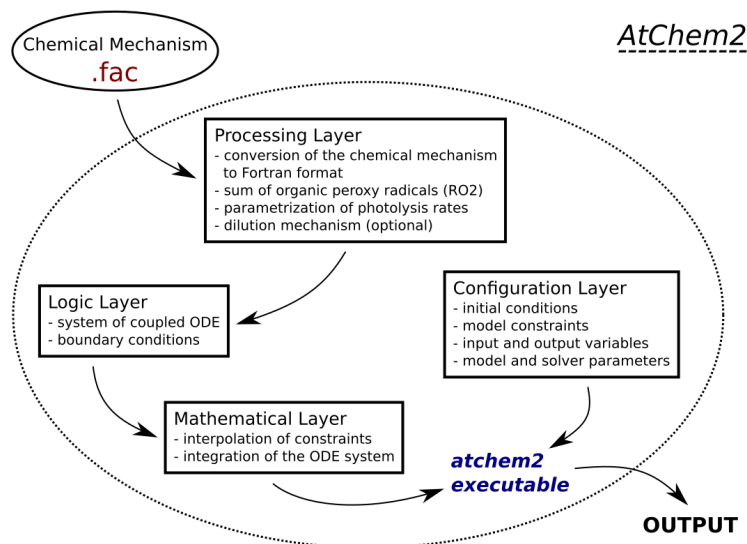 AtChem2
Chemical Mechanism
.fac
Processing Layer
- conversion of the chemical mechanism
to Fortran format
- sum of organic peroxy radicals (RO2)
- parametrization of photolysis rates
- dilution mechanism (optional)
Logic Layer
- system of coupled ODE
- boundary conditions
Configuration Layer
- initial conditions
- model constraints
- input and output variables
- model and solver parameters
Mathematical Layer
- interpolation of constraints
- integration of the ODE system
atchem2
executable
OUTPUT